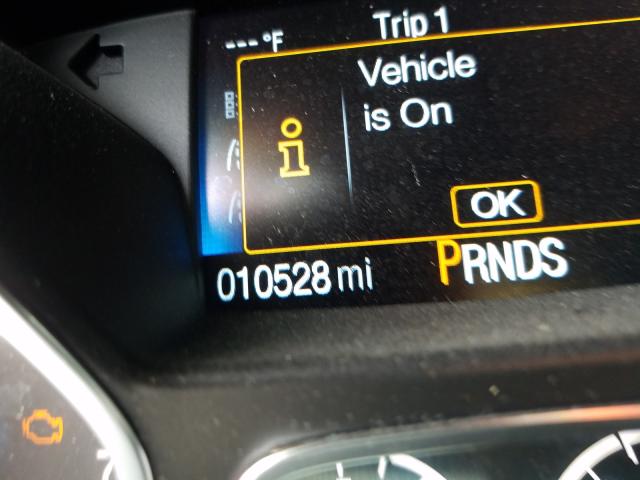 ---°F Trip 1
Vehicle
is On
OK
010528 mi PRNDS